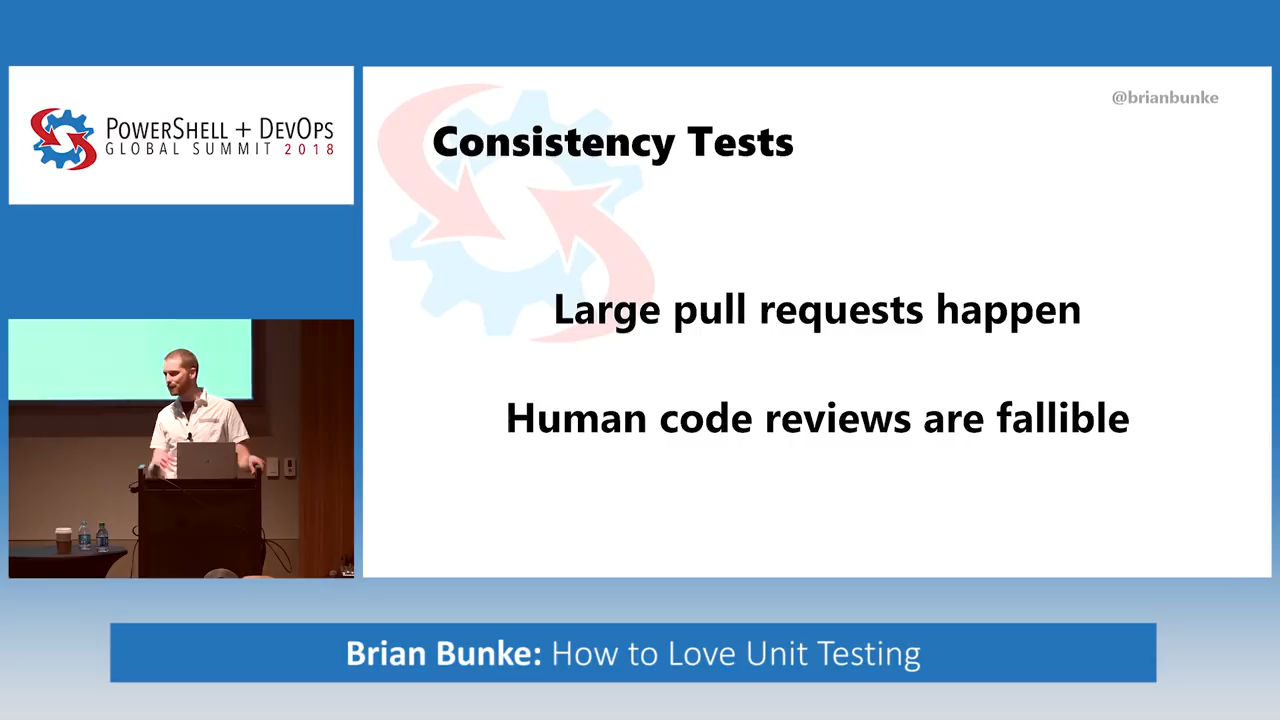 POWERSHELL + DEVOPS
GLOBAL SUMMIT 2018
@brianbunke
Consistency Tests
Large pull requests happen
Human code reviews are fallible
Brian Bunke: How to Love Unit Testing